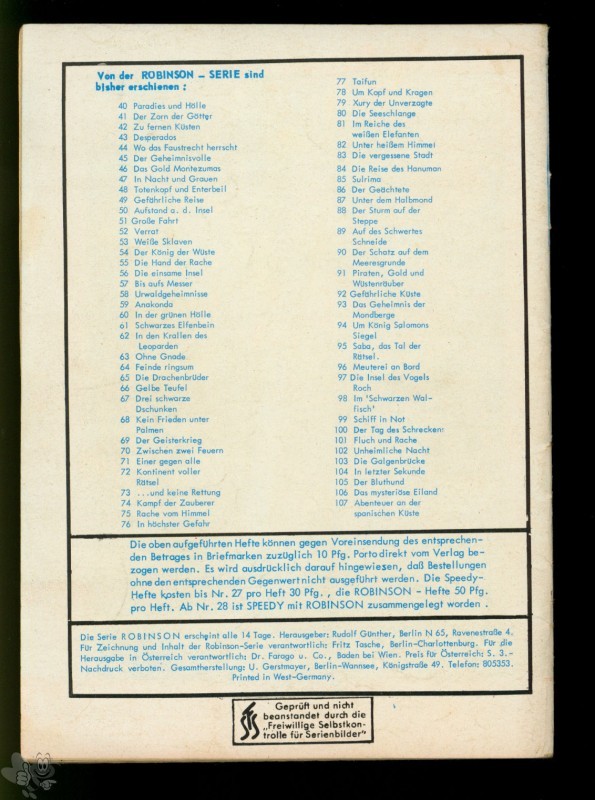 Von der ROBINSON – SERIE sind
bisher erschienen :
40 Paradies und Hölle
41 Der Zorn der Götter
42 Zu fernen Küsten
43 Desperados
44 Wo das Faustrecht herrscht
45 Der Geheimnisvolle
46 Das Gold Montezumas
47 In Nacht und Grauen
48 Totenkopf und Enterbeil
49 Gefährliche Reise
50 Aufstand a. d. Insel
51 Große Fahrt
52 Verrat
53 Weiße Sklaven
54 Der König der Wüste
55 Die Hand der Rache
56 Die einsame Insel
57 Bis aufs Messer
58 Urwaldgeheimnisse
59 Anakonda
60 In der grünen Hölle
61 Schwarzes Elfenbein
62 In den Krallen des
Leoparden
63 Ohne Gnade
64 Feinde ringsum
65 Die Drachenbrüder
66 Gelbe Teufel
67 Drei schwarze
Dschunken
68 Kein Frieden unter
Palmen
69 Der Geisterkrieg
70 Zwischen zwei Feuern
71 Einer gegen alle
72 Kontinent voller
Rätsel
73 ...und keine Rettung
74 Kampf der Zauberer
75 Rache vom Himmel
76 In höchster Gefahr
77 Taifun
78 Um Kopf und Kragen
79 Xury der Unverzagte
80 Die Seeschlange
81 Im Reiche des
weißen Elefanten
82 Unter heißem Himmel
83 Die vergessene Stadt
84 Die Reise des Hanuman
85 Sulrima
86 Der Geächtete
87 Unter dem Halbmond
88 Der Sturm auf der
Steppe
89 Auf des Schwertes
Schneide
90 Der Schatz auf dem
Meeresgrunde
91 Piraten, Gold und
Wüstenräuber
92 Gefährliche Küste
93 Das Geheimnis der
Mondberge
94 Um König Salomons
Siegel
95 Saba, das Tal der
Rätsel.
96 Meuterei an Bord
97 Die Insel des Vogels
Roch
98 Im 'Schwarzen Wal-
fisch'
99 Schiff in Not
100 Der Tag des Schreckens
101 Fluch und Rache
102 Unheimliche Nacht
103 Die Galgenbrücke
104 In letzter Sekunde
105 Der Bluthund
106 Das mysteriöse Eiland
107 Abenteuer an der
spanischen Küste
Die oben aufgeführten Hefte können gegen Voreinsendung des entsprechen-
den Betrages in Briefmarken zuzüglich 10 Pfg. Porto direkt vom Verlag be-
zogen werden. Es wird ausdrücklich darauf hingewiesen, daß Bestellungen
ohne den entsprechenden Gegenwert nicht ausgeführt werden. Die Speedy-
Hefte kosten bis Nr. 27 pro Heft 30 Pfg. , die ROBINSON - Hefte 50 Pfg.
pro Heft. Ab Nr. 28 ist SPEEDY mit ROBINSON zusammengelegt worden .
Die Serie ROBINSON erscheint alle 14 Tage. Herausgeber: Rudolf Günther, Berlin N 65, Ravenestraße 4.
Für Zeichnung und Inhalt der Robinson-Serie verantwortlich: Fritz Tasche, Berlin-Charlottenburg. Für die
Herausgabe in Österreich verantwortlich: Dr. Farago u. Co., Baden bei Wien. Preis für Österreich: S. 3.-
Nachdruck verboten. Gesamtherstellung: U. Gerstmayer, Berlin-Wannsee, Königstraße 49. Telefon: 805353.
Printed in West-Germany.
Geprüft und nicht
beanstandet durch die
„Freiwillige Selbstkon-
trolle für Serienbilder"